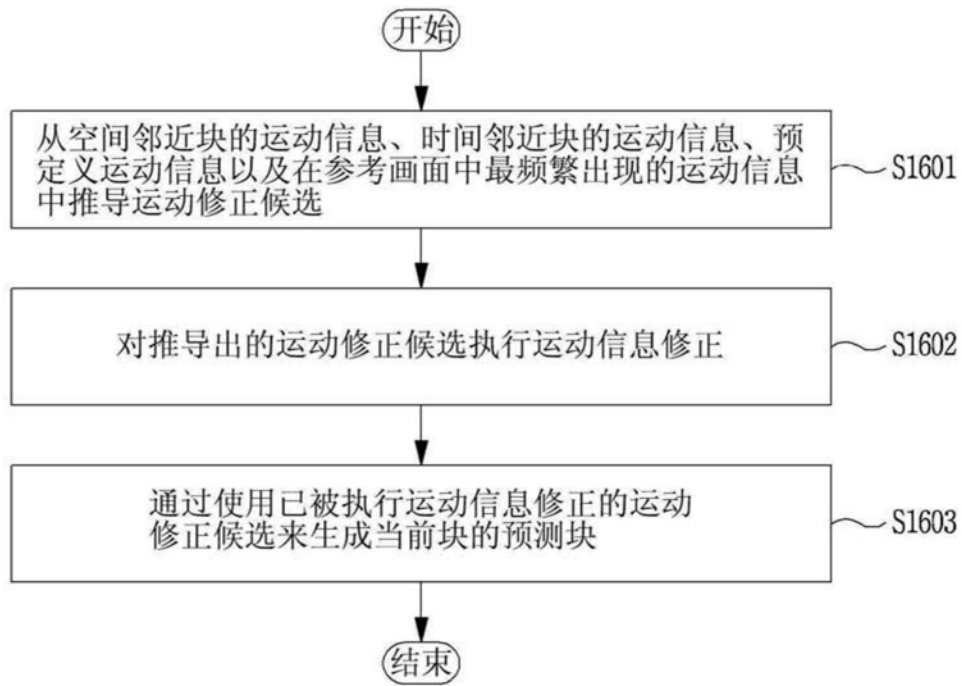 开始
从空间邻近块的运动信息、时间邻近块的运动信息、预
定义运动信息以及在参考画面中最频繁出现的运动信息
中推导运动修正候选
S1601
对推导出的运动修正候选执行运动信息修正
S1602
通过使用已被执行运动信息修正的运动
修正候选来生成当前块的预测块
S1603
结束